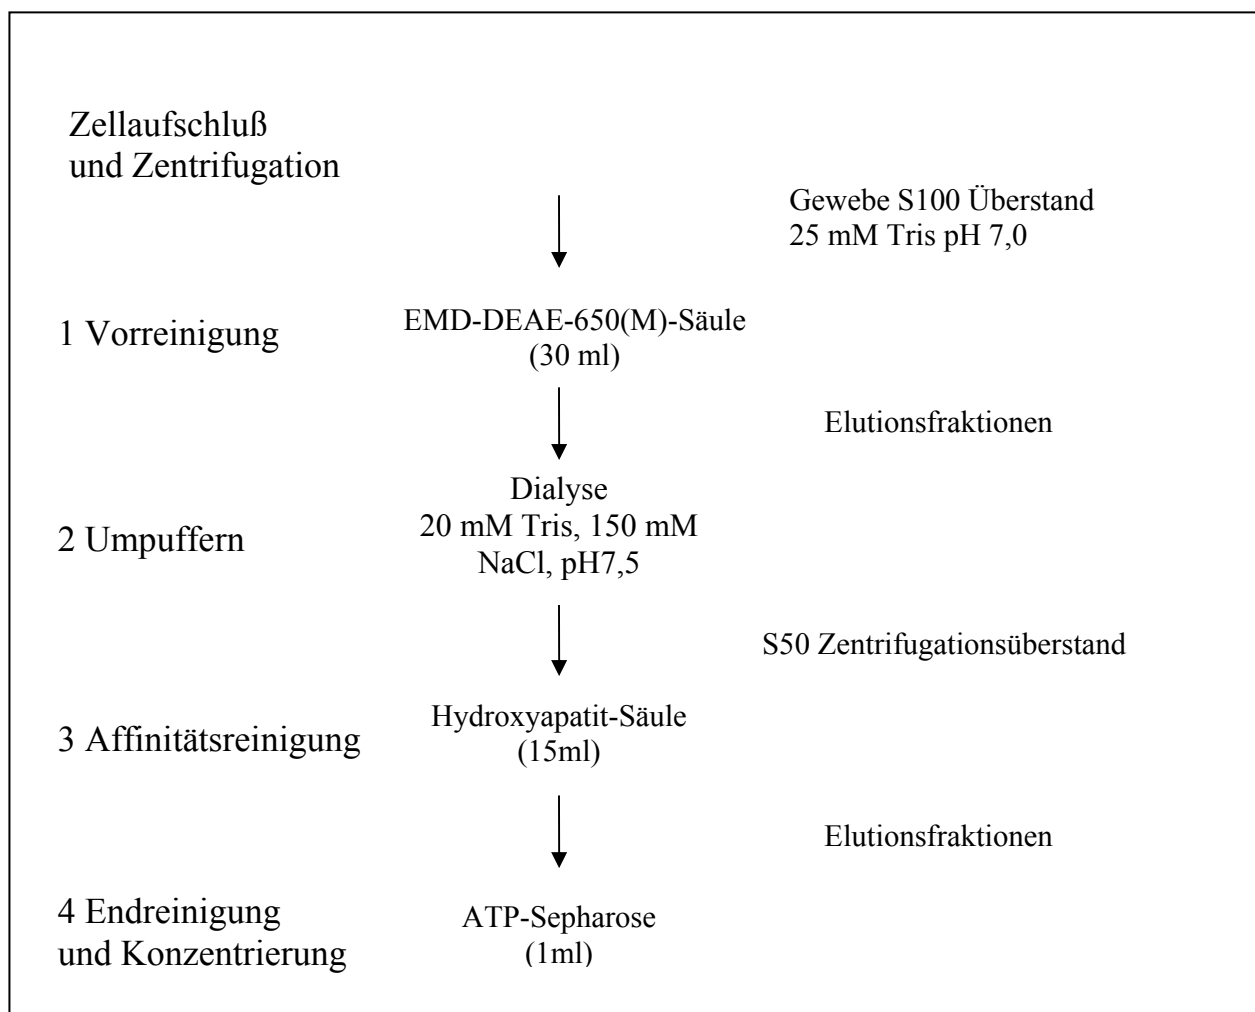 Zellaufschluß
und Zentrifugation
Gewebe S100 Überstand
25 mM Tris pH 7,0
1 Vorreinigung
EMD-DEAE-650(M)-Säule
(30 ml)
Elutionsfraktionen
Dialyse
2 Umpuffern
20 mM Tris, 150 mM
NaCl, pH7,5
S50 Zentrifugationsüberstand
3 Affinitätsreinigung
Hydroxyapatit-Säule
(15ml)
Elutionsfraktionen
4 Endreinigung
und Konzentrierung
ATP-Sepharose
(1ml)